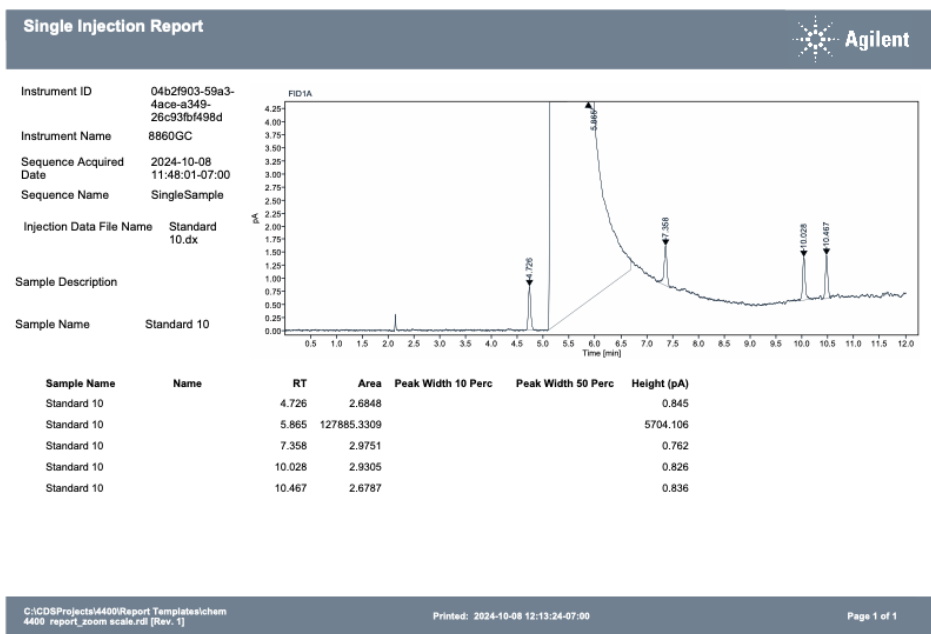 Single Injection Report
Agilent
Instrument ID 04b2f903-59a3-
4ace-a349-
26c93fbf498d
Instrument Name 8860GC
Sequence Acquired 2024-10-08
Date 11:48:01-07:00
Sequence Name SingleSample
Injection Data File Name Standard
10.dx
Sample Description
Sample Name Standard 10
FID1A
4.25
4.00
3.75
3.50
3.25
3.00
2.75
2.50
2.25
2.00
1.75
1.50
1.25
1.00
0.75
0.50
0.25
0.00
pA
4.726
5.865
7.358
10.028
10.467
0.5 1.0 1.5 2.0 2.5 3.0 3.5 4.0 4.5 5.0 5.5 6.0 6.5 7.0 7.5 8.0 8.5 9.0 9.5 10.0 10.5 11.0 11.5 12.0
Time [min]
Sample Name Name RT Area Peak Width 10 Perc Peak Width 50 Perc Height (pA)
Standard 10 4.726 2.6848 0.845
Standard 10 5.865 127885.3309 5704.106
Standard 10 7.358 2.9751 0.762
Standard 10 10.028 2.9305 0.826
Standard 10 10.467 2.6787 0.836
C:\CDSProjects\4400\Report Templates\chem
4400 report_zoom scale.rdl [Rev. 1]
Printed: 2024-10-08 12:13:24-07:00
Page 1 of 1